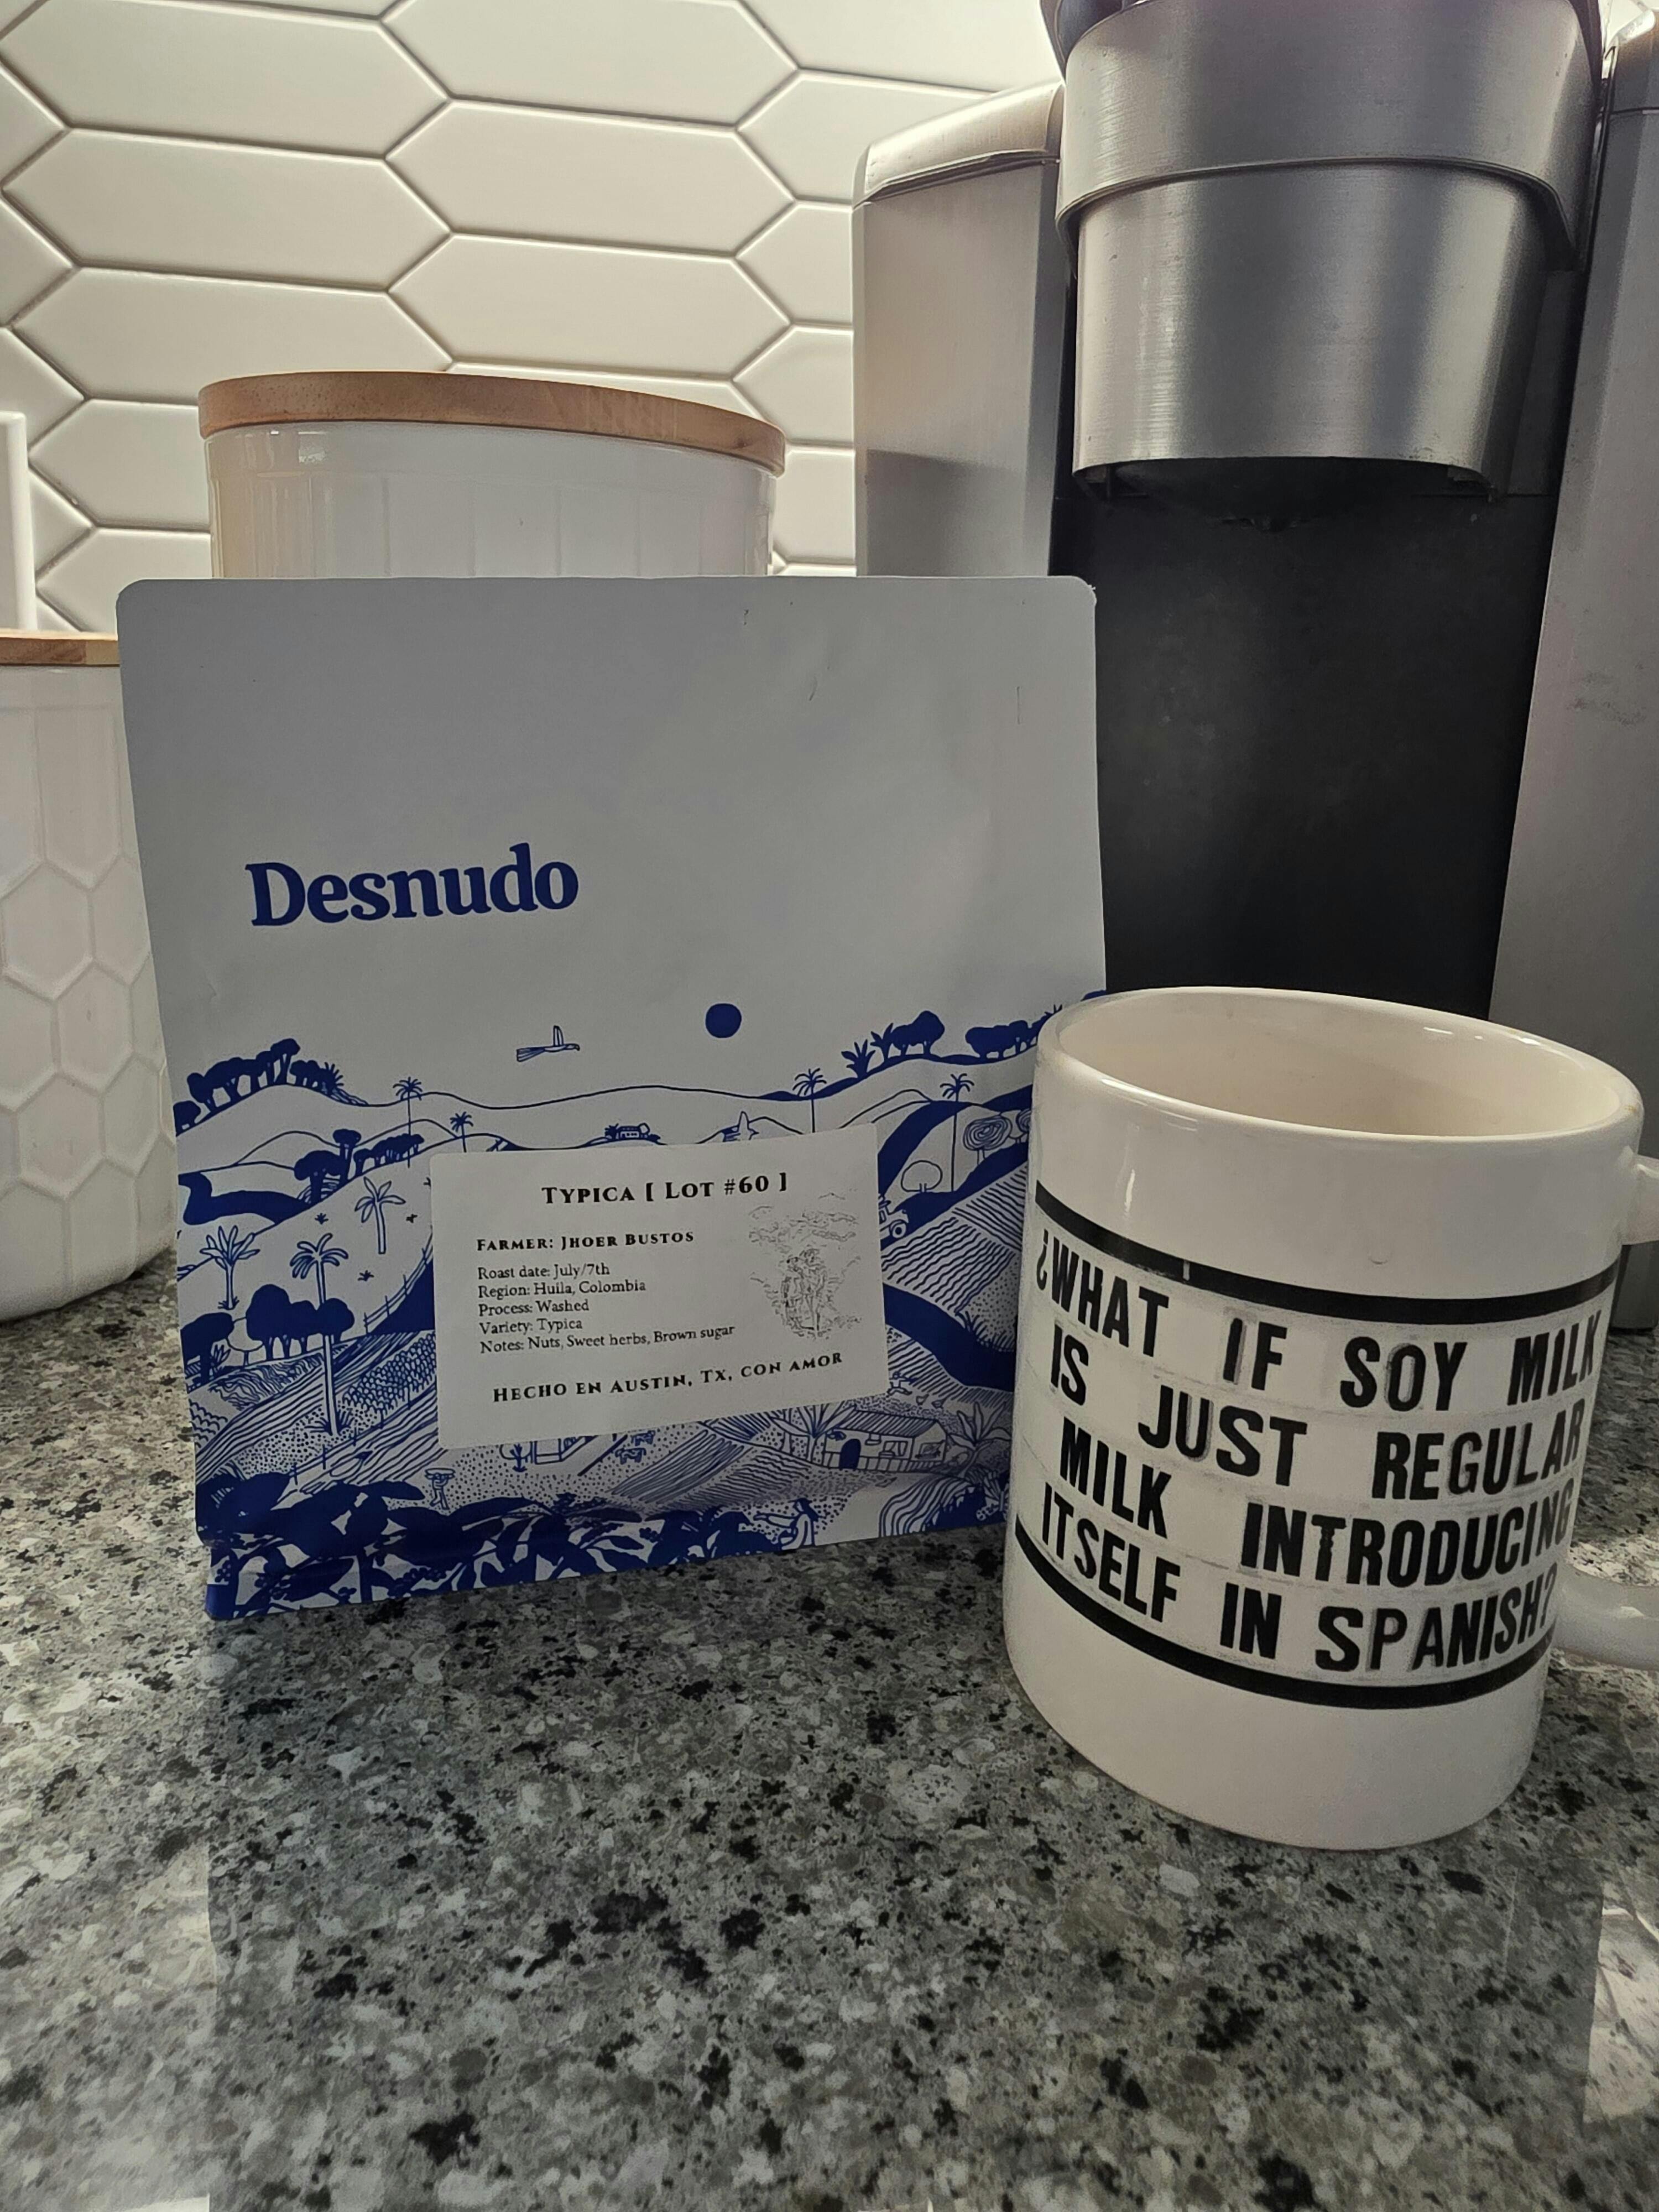 Desnudo
TYPICA [ LOT #60 ]
FARMER: JHOER BUSTOS
Roast date: July/7th
Region: Huila, Colombia
Process: Washed
Variety: Typica
Notes: Nuts, Sweet herbs, Brown sugar
HECHO EN AUSTIN, TX, CON AMOR
¿WHAT IF SOY MILK
IS JUST REGULAR
MILK INTRODUCING
ITSELF IN SPANISH?